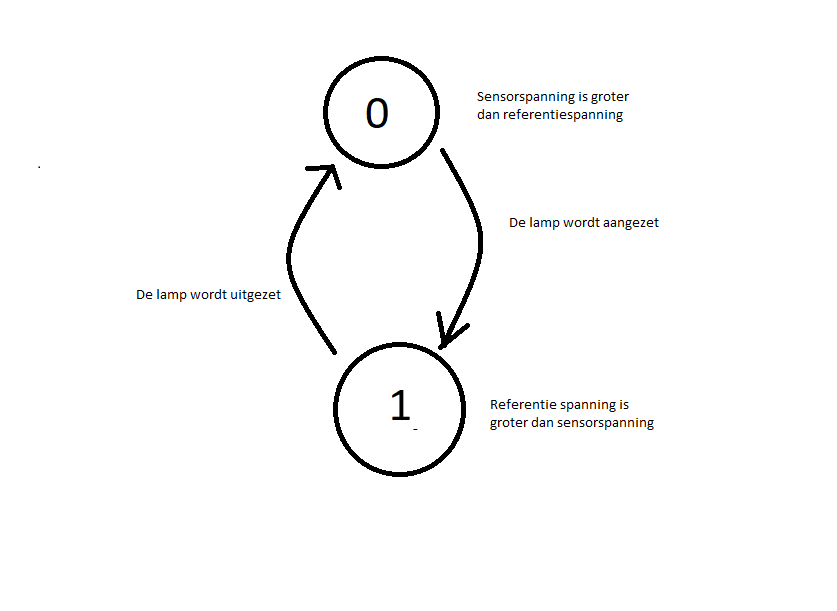 0
Sensorspanning is groter
dan referentiespanning
De lamp wordt aangezet
De lamp wordt uitgezet
1
Referentie spanning is
groter dan sensorspanning